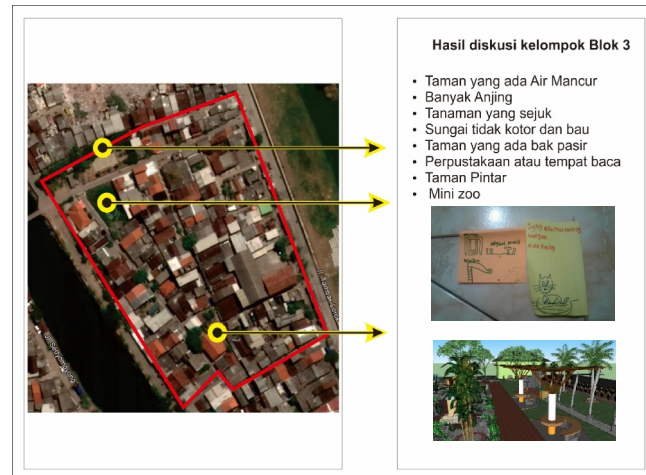 Hasil diskusi kelompok Blok 3
• Taman yang ada Air Mancur
• Banyak Anjing
• Tanaman yang sejuk
• Sungai tidak kotor dan bau
• Taman yang ada bak pasir
• Perpustakaan atau tempat baca
• Taman Pintar
• Mini zoo